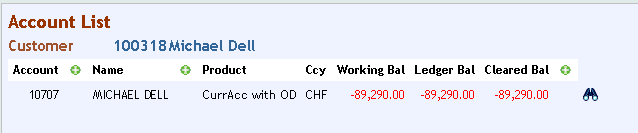 Account List
Customer 100318 Michael Dell
Account Name Product Ccy Working Bal Ledger Bal Cleared Bal
10707 MICHAEL DELL CurrAcc with OD CHF -89,290.00 -89,290.00 -89,290.00